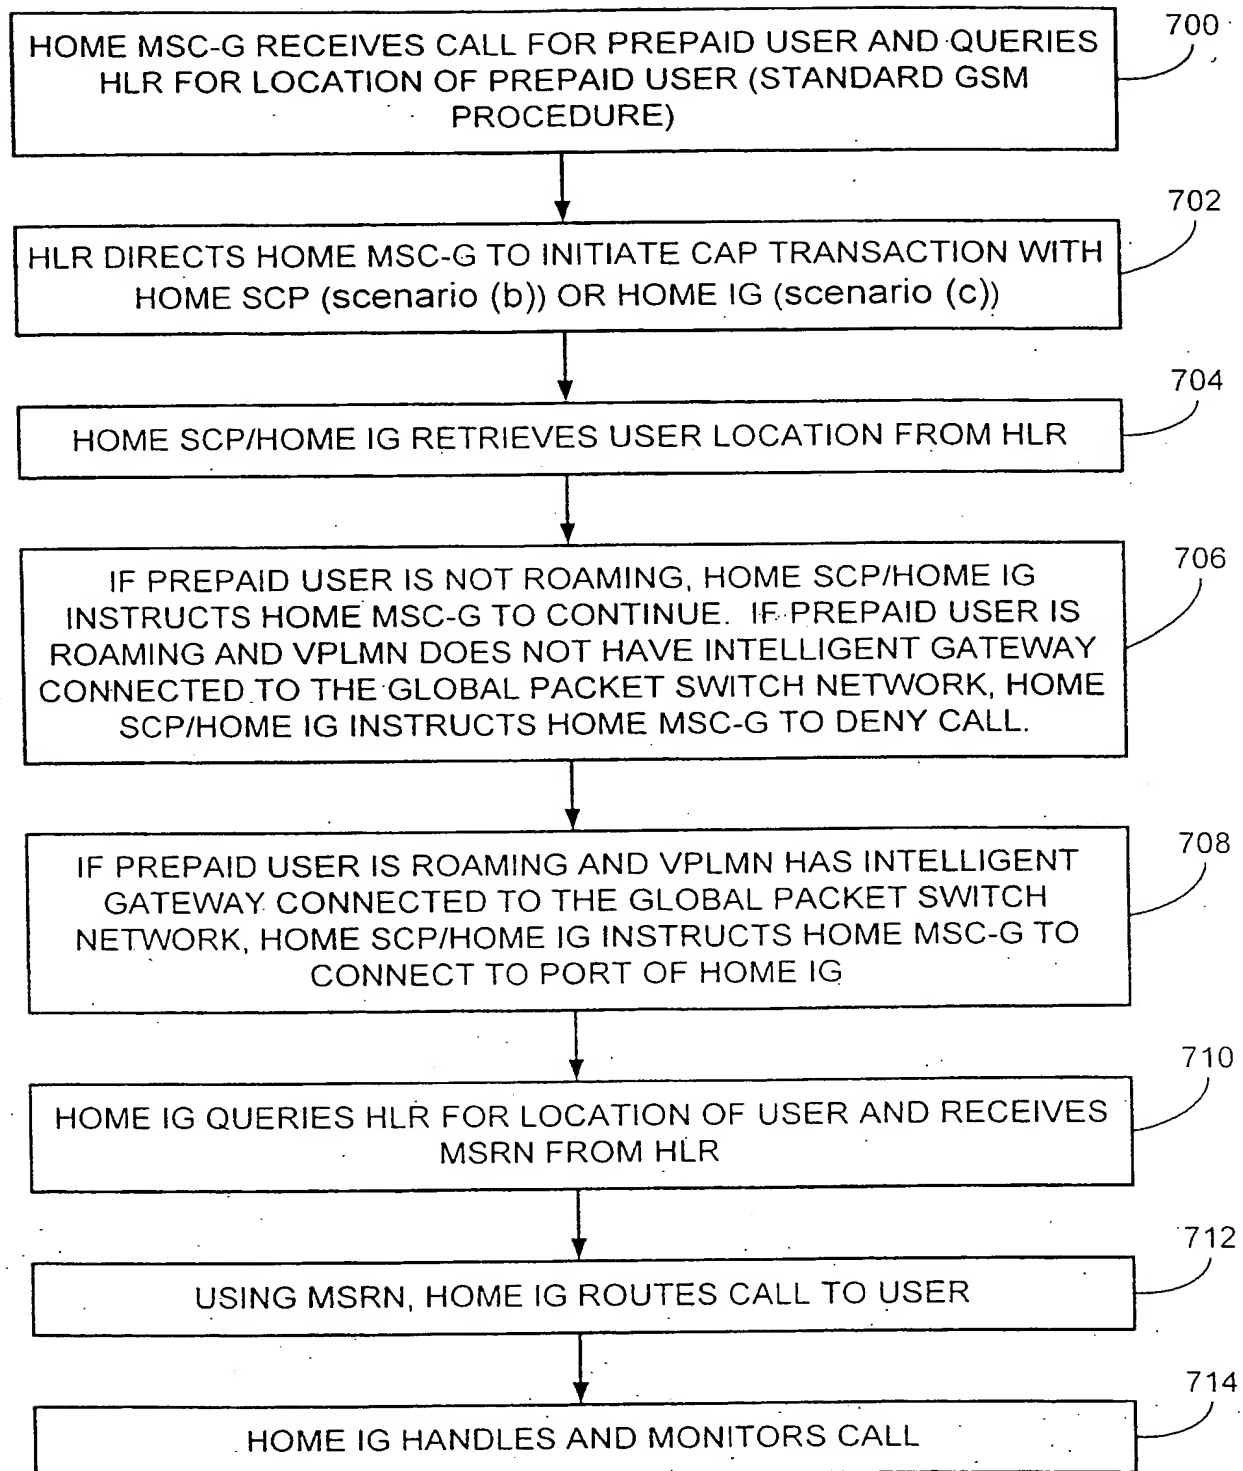 700
HOME MSC-G RECEIVES CALL FOR PREPAID USER AND QUERIES
HLR FOR LOCATION OF PREPAID USER (STANDARD GSM
PROCEDURE)
702
HLR DIRECTS HOME MSC-G TO INITIATE CAP TRANSACTION WITH
HOME SCP (scenario (b)) OR HOME IG (scenario (c))
704
HOME SCP/HOME IG RETRIEVES USER LOCATION FROM HLR
706
IF PREPAID USER IS NOT ROAMING, HOME SCP/HOME IG
INSTRUCTS HOME MSC-G TO CONTINUE. IF PREPAID USER IS
ROAMING AND VPLMN DOES NOT HAVE INTELLIGENT GATEWAY
CONNECTED TO THE GLOBAL PACKET SWITCH NETWORK, HOME
SCP/HOME IG INSTRUCTS HOME MSC-G TO DENY CALL.
708
IF PREPAID USER IS ROAMING AND VPLMN HAS INTELLIGENT
GATEWAY CONNECTED TO THE GLOBAL PACKET SWITCH
NETWORK, HOME SCP/HOME IG INSTRUCTS HOME MSC-G TO
CONNECT TO PORT OF HOME IG
710
HOME IG QUERIES HLR FOR LOCATION OF USER AND RECEIVES
MSRN FROM HLR
712
USING MSRN, HOME IG ROUTES CALL TO USER
714
HOME IG HANDLES AND MONITORS CALL